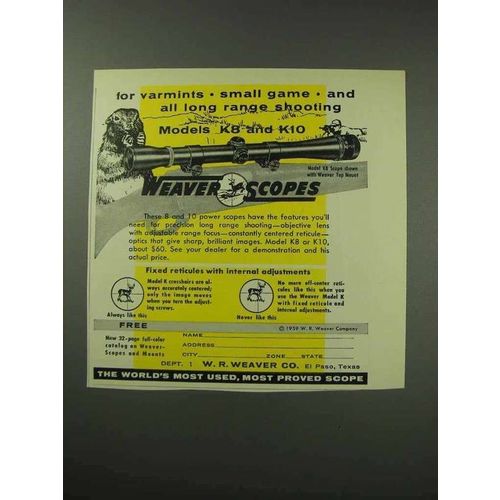 for varmints • small game • and
all long range shooting
Models K8 and K10
Model K8 Scope shown
with Weaver Top Mount
WEAVER SCOPES
These 8 and 10 power scopes have the features you'll
need for precision long range shooting—objective lens
with adjustable range focus—constantly centered reticule—
optics that give sharp, brilliant images. Model K8 or K10,
about $60. See your dealer for a demonstration and his
actual price.
Fixed reticules with internal adjustments
Model K crosshairs are al-
ways accurately centered;
only the image moves
when you turn the adjust-
ing screws.
Always like this
No more off-center reti-
cules like this when you
use the Weaver Model K
with fixed reticule and
internal adjustments.
Never like this
FREE
© 1959 W. R. Weaver Company
New 32-page full-color
catalog on Weaver-
Scopes and Mounts
NAME
ADDRESS
CITY ZONE STATE
DEPT. 1 W. R. WEAVER CO. El Paso, Texas
THE WORLD'S MOST USED, MOST PROVED SCOPE